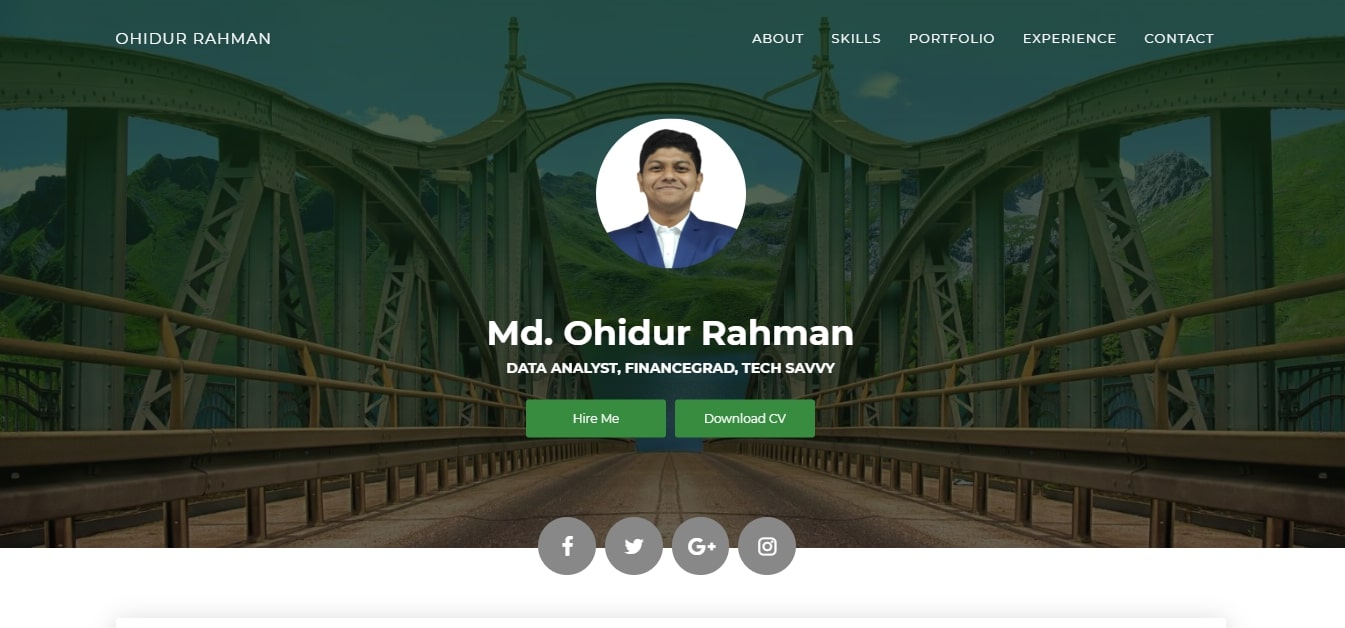 OHIDUR RAHMAN
ABOUT SKILLS PORTFOLIO EXPERIENCE CONTACT
Md. Ohidur Rahman
DATA ANALYST, FINANCEGRAD, TECH SAVVY
Hire Me Download CV